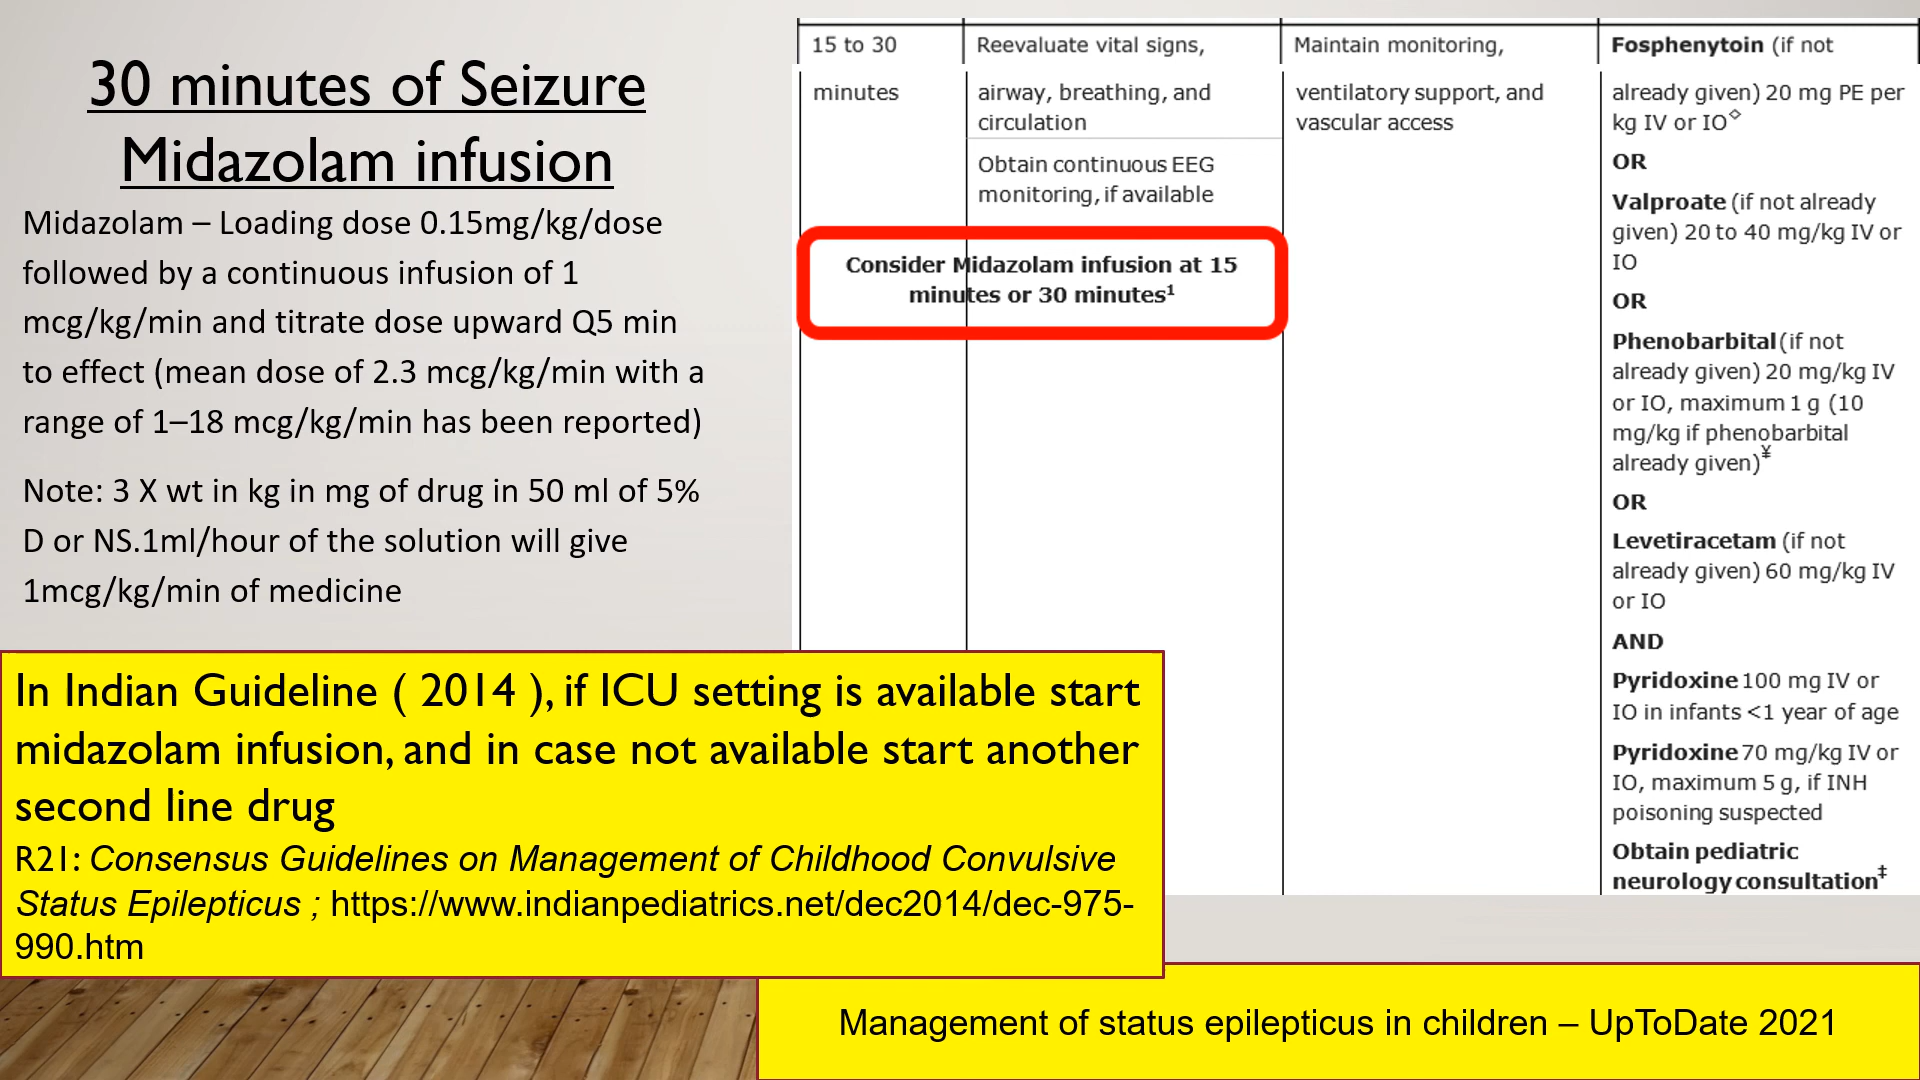 30 minutes of Seizure
Midazolam infusion
Midazolam – Loading dose 0.15mg/kg/dose
followed by a continuous infusion of 1
mcg/kg/min and titrate dose upward Q5 min
to effect (mean dose of 2.3 mcg/kg/min with a
range of 1–18 mcg/kg/min has been reported)
Note: 3 X wt in kg in mg of drug in 50 ml of 5%
D or NS.1ml/hour of the solution will give
1mcg/kg/min of medicine
15 to 30
minutes
Reevaluate vital signs,
airway, breathing, and
circulation
Obtain continuous EEG
monitoring, if available
Consider Midazolam infusion at 15
minutes or 30 minutes¹
Maintain monitoring,
ventilatory support, and
vascular access
Fosphenytoin (if not
already given) 20 mg PE per
kg IV or IO◇
OR
Valproate (if not already
given) 20 to 40 mg/kg IV or
IO
OR
Phenobarbital (if not
already given) 20 mg/kg IV
or IO, maximum 1 g (10
mg/kg if phenobarbital
already given)¥
OR
Levetiracetam (if not
already given) 60 mg/kg IV
or IO
AND
Pyridoxine 100 mg IV or
IO in infants <1 year of age
Pyridoxine 70 mg/kg IV or
IO, maximum 5 g, if INH
poisoning suspected
Obtain pediatric
neurology consultation‡
In Indian Guideline ( 2014 ), if ICU setting is available start
midazolam infusion, and in case not available start another
second line drug
R21: Consensus Guidelines on Management of Childhood Convulsive
Status Epilepticus ; https://www.indianpediatrics.net/dec2014/dec-975-
990.htm
Management of status epilepticus in children – UpToDate 2021